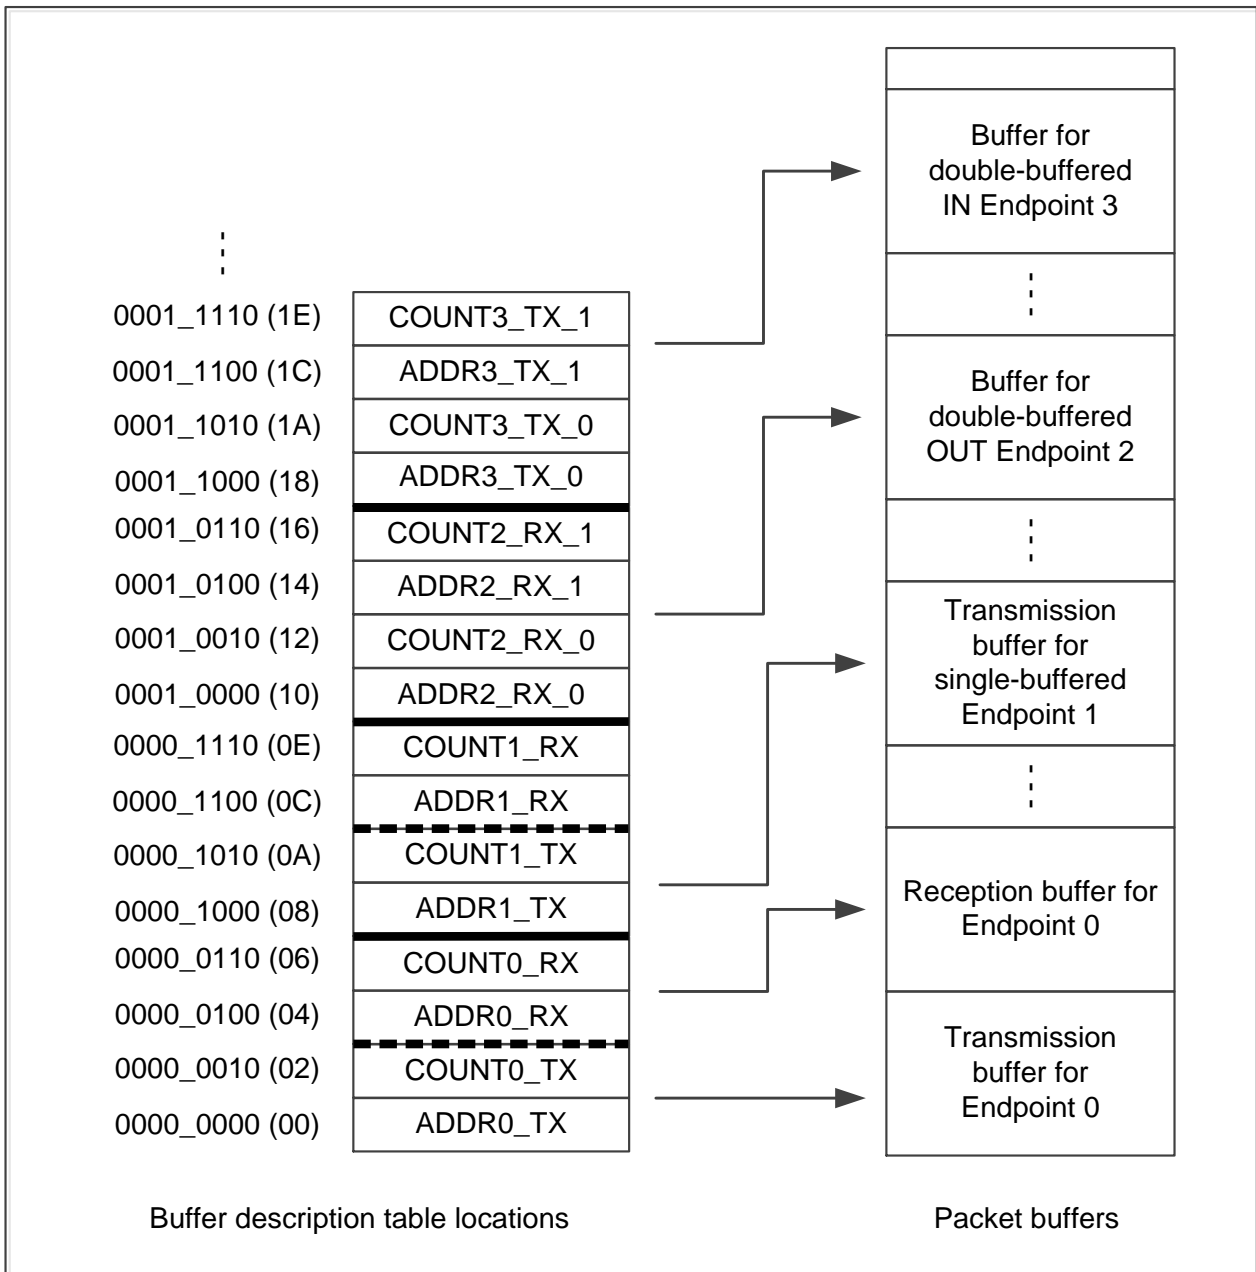 Buffer for
double-buffered
IN Endpoint 3
0001_1110 (1E) COUNT3_TX_1
0001_1100 (1C) ADDR3_TX_1
0001_1010 (1A) COUNT3_TX_0
0001_1000 (18) ADDR3_TX_0
0001_0110 (16) COUNT2_RX_1
0001_0100 (14) ADDR2_RX_1
0001_0010 (12) COUNT2_RX_0
0001_0000 (10) ADDR2_RX_0
0000_1110 (0E) COUNT1_RX
0000_1100 (0C) ADDR1_RX
0000_1010 (0A) COUNT1_TX
0000_1000 (08) ADDR1_TX
0000_0110 (06) COUNT0_RX
0000_0100 (04) ADDR0_RX
0000_0010 (02) COUNT0_TX
0000_0000 (00) ADDR0_TX
Buffer for
double-buffered
OUT Endpoint 2
Transmission
buffer for
single-buffered
Endpoint 1
Reception buffer for
Endpoint 0
Transmission
buffer for
Endpoint 0
Buffer description table locations
Packet buffers